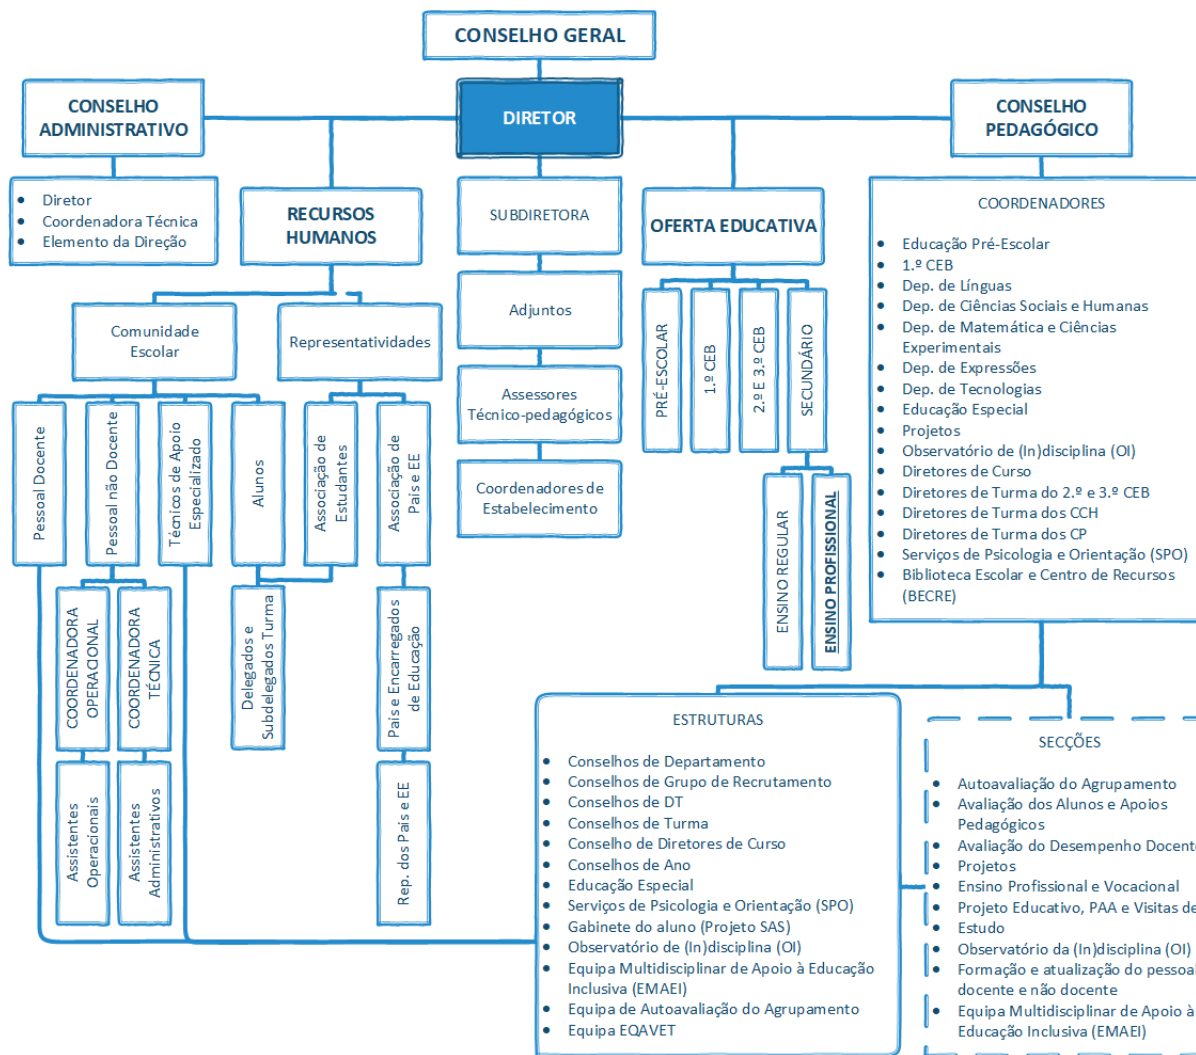 CONSELHO GERAL
CONSELHO
ADMINISTRATIVO
DIRETOR
CONSELHO
PEDAGÓGICO
• Diretor
• Coordenadora Técnica
• Elemento da Direção
RECURSOS
HUMANOS
SUBDIRETORA
OFERTA EDUCATIVA
COORDENADORES
• Educação Pré-Escolar
• 1.º CEB
• Dep. de Línguas
• Dep. de Ciências Sociais e Humanas
• Dep. de Matemática e Ciências
Experimentais
• Dep. de Expressões
• Dep. de Tecnologias
• Educação Especial
• Projetos
• Observatório de (In)disciplina (OI)
• Diretores de Curso
• Diretores de Turma do 2.º e 3.º CEB
• Diretores de Turma dos CCH
• Diretores de Turma dos CP
• Serviços de Psicologia e Orientação (SPO)
• Biblioteca Escolar e Centro de Recursos
(BECRE)
Comunidade
Escolar
Representatividades
Adjuntos
Assessores
Técnico-pedagógicos
Coordenadores de
Estabelecimento
PRÉ-ESCOLAR
1.º CEB
2.º E 3.º CEB
SECUNDÁRIO
ENSINO REGULAR
ENSINO PROFISSIONAL
Pessoal Docente
Pessoal não Docente
Técnicos de Apoio
Especializado
Alunos
Associação de
Estudantes
Associação de
Pais e EE
COORDENADORA
OPERACIONAL
COORDENADORA
TÉCNICA
Delegados e
Subdelegados Turma
Pais e Encarregados
de Educação
Assistentes
Operacionais
Assistentes
Administrativos
Rep. dos Pais e EE
ESTRUTURAS
• Conselhos de Departamento
• Conselhos de Grupo de Recrutamento
• Conselhos de DT
• Conselhos de Turma
• Conselho de Diretores de Curso
• Conselhos de Ano
• Educação Especial
• Serviços de Psicologia e Orientação (SPO)
• Gabinete do aluno (Projeto SAS)
• Observatório de (In)disciplina (OI)
• Equipa Multidisciplinar de Apoio à Educação
Inclusiva (EMAEI)
• Equipa de Autoavaliação do Agrupamento
• Equipa EQAVET
SECÇÕES
• Autoavaliação do Agrupamento
• Avaliação dos Alunos e Apoios
Pedagógicos
• Avaliação do Desempenho Docente
• Projetos
• Ensino Profissional e Vocacional
• Projeto Educativo, PAA e Visitas de
• Estudo
• Observatório da (In)disciplina (OI)
• Formação e atualização do pessoal
docente e não docente
• Equipa Multidisciplinar de Apoio à
Educação Inclusiva (EMAEI)